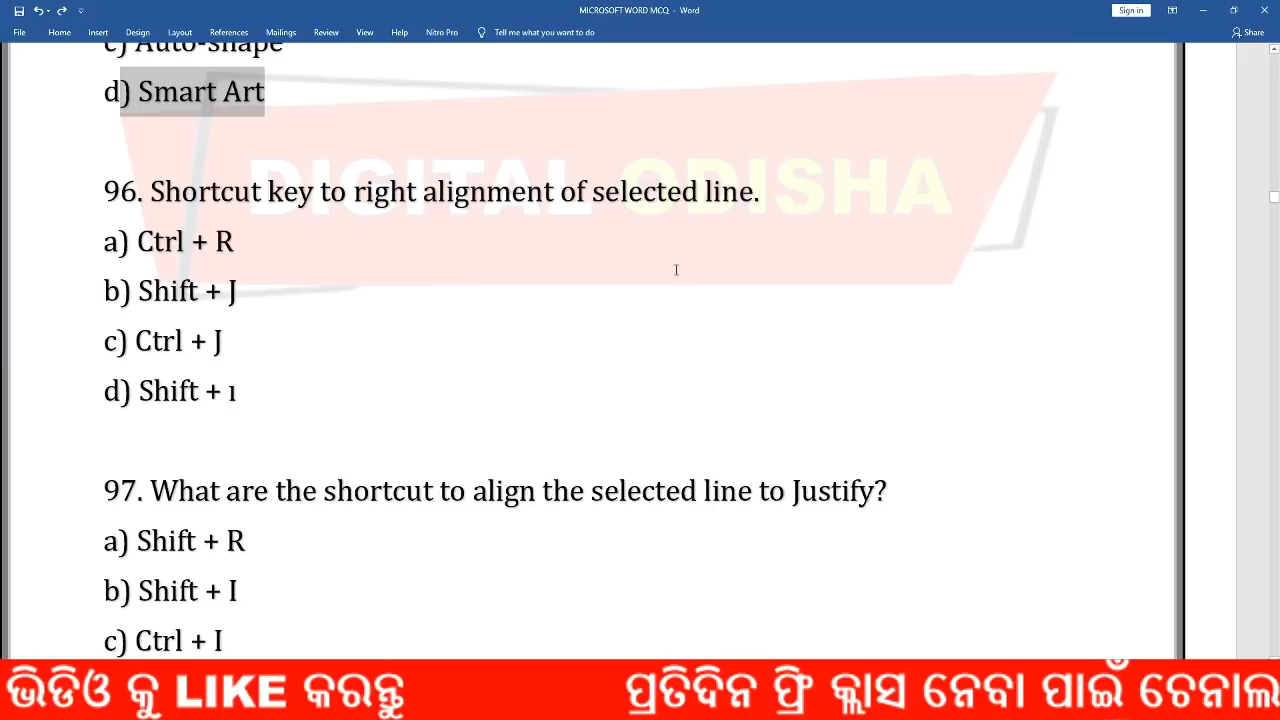 MICROSOFT WORD MCQ - Word
Sign in
File Home Insert Design Layout References Mailings Review View Help Nitro Pro Tell me what you want to do Share
c) Auto-shape
d) Smart Art
DIGITAL ODISHA
96. Shortcut key to right alignment of selected line.
a) Ctrl + R
b) Shift + J
c) Ctrl + J
d) Shift + ı
97. What are the shortcut to align the selected line to Justify?
a) Shift + R
b) Shift + I
c) Ctrl + I
ଭିଡିଓ କୁ LIKE କରନ୍ତୁ ପ୍ରତିଦିନ ଫ୍ରି କ୍ଲାସ ନେବା ପାଇଁ ଚେନାଲ